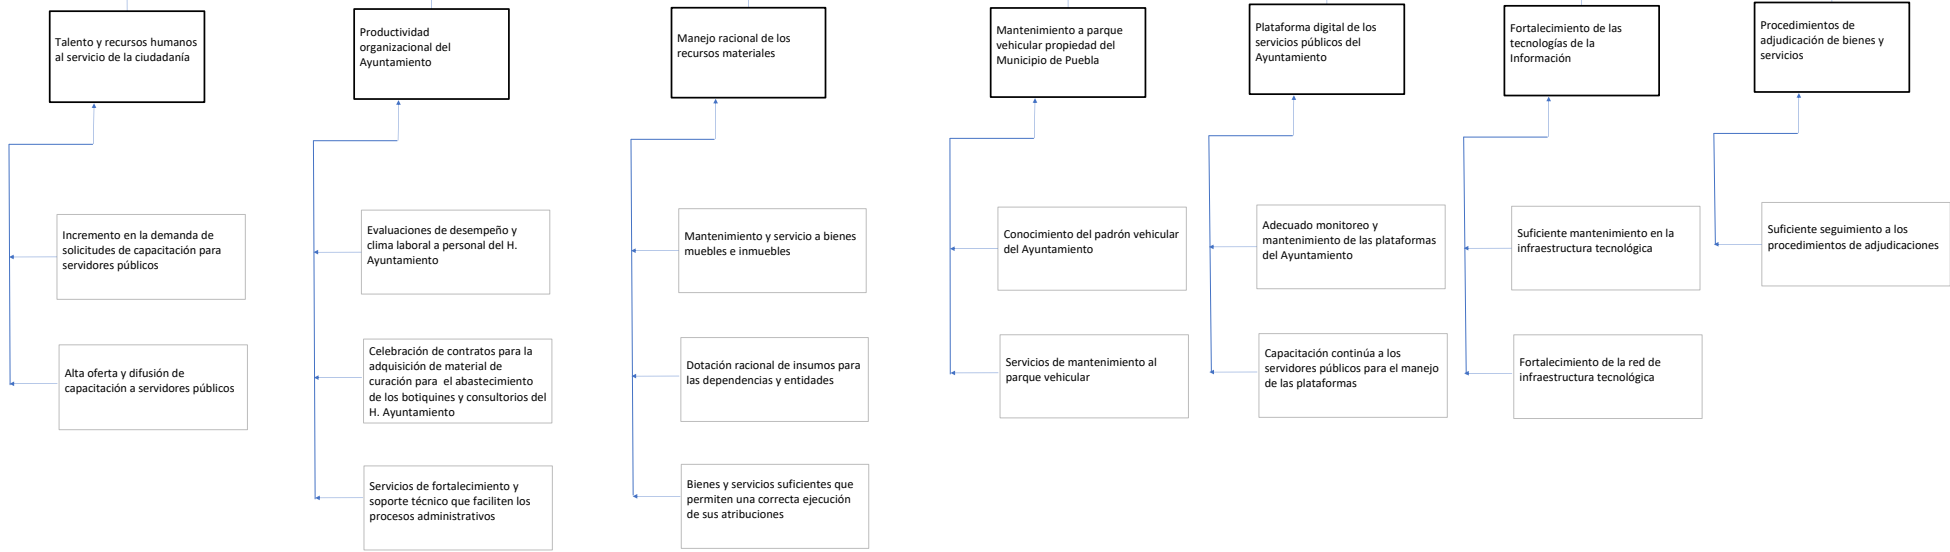 Talento y recursos humanos
al servicio de la ciudadanía
Productividad
organizacional del
Ayuntamiento
Manejo racional de los
recursos materiales
Mantenimiento a parque
vehicular propiedad del
Municipio de Puebla
Plataforma digital de los
servicios públicos del
Ayuntamiento
Fortalecimiento de las
tecnologías de la
Información
Procedimientos de
adjudicación de bienes y
servicios
Incremento en la demanda de
solicitudes de capacitación para
servidores públicos
Evaluaciones de desempeño y
clima laboral a personal del H.
Ayuntamiento
Mantenimiento y servicio a bienes
muebles e inmuebles
Conocimiento del padrón vehicular
del Ayuntamiento
Adecuado monitoreo y
mantenimiento de las plataformas
del Ayuntamiento
Suficiente mantenimiento en la
infraestructura tecnológica
Suficiente seguimiento a los
procedimientos de adjudicaciones
Alta oferta y difusión de
capacitación a servidores públicos
Celebración de contratos para la
adquisición de material de
curación para  el abastecimiento
de los botiquines y consultorios del
H. Ayuntamiento
Dotación racional de insumos para
las dependencias y entidades
Servicios de mantenimiento al
parque vehicular
Capacitación continúa a los
servidores públicos para el manejo
de las plataformas
Fortalecimiento de la red de
infraestructura tecnológica
Servicios de fortalecimiento y
soporte técnico que faciliten los
procesos administrativos
Bienes y servicios suficientes que
permiten una correcta ejecución
de sus atribuciones